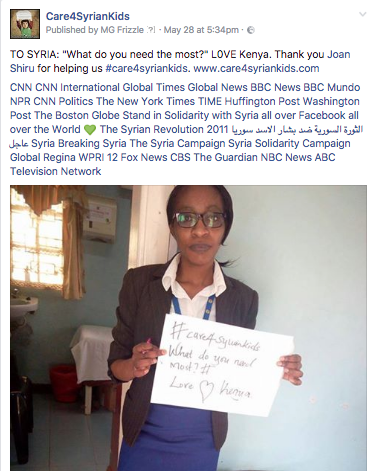 Care4SyrianKids
Published by MG Frizzle .?! · May 28 at 5:34pm ·
TO SYRIA: "What do you need the most?" L0VE Kenya. Thank you Joan
Shiru for helping us #care4syriankids. www.care4syriankids.com
CNN CNN International Global Times Global News BBC News BBC Mundo
NPR CNN Politics The New York Times TIME Huffington Post Washington
Post The Boston Globe Stand in Solidarity with Syria all over Facebook all
over the World 💚 The Syrian Revolution 2011 الثورة السورية ضد بشار الاسد سوريا
عاجل Syria Breaking Syria The Syria Campaign Syria Solidarity Campaign
Global Regina WPRI 12 Fox News CBS The Guardian NBC News ABC
Television Network
#care4syriankids
What do you need
most?#
Love ♡ Kenya